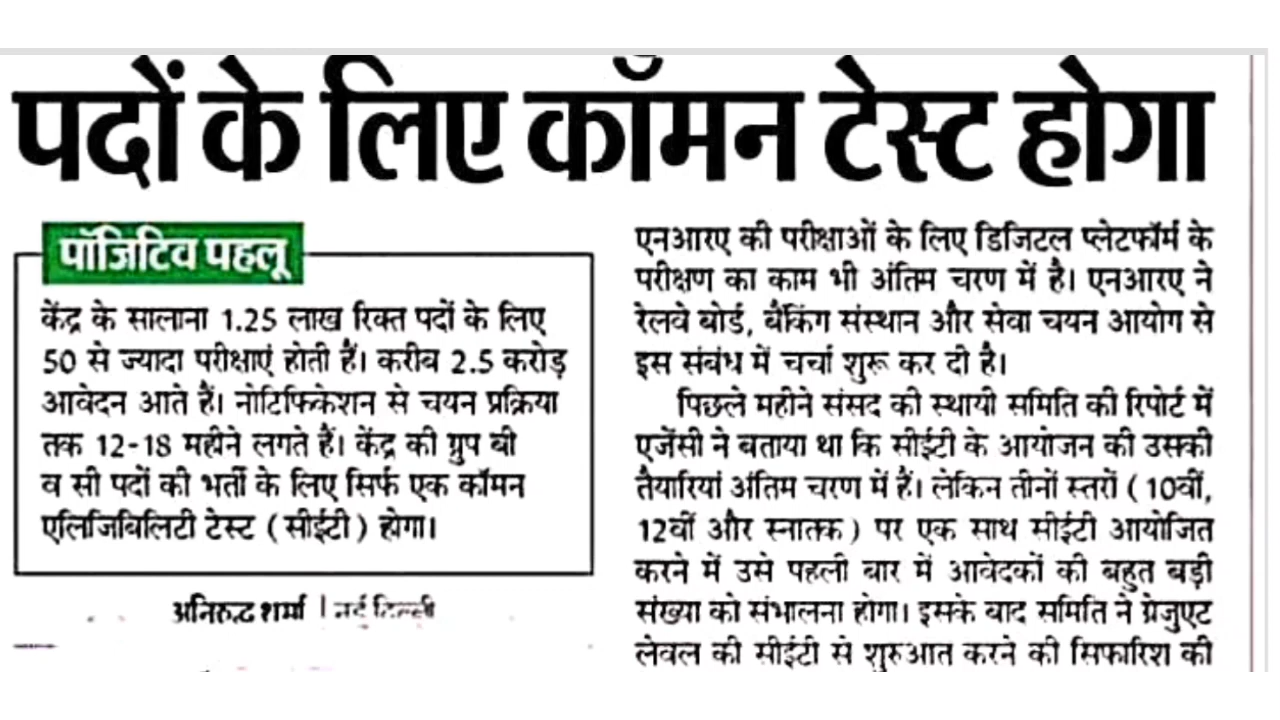 पदों के लिए कॉमन टेस्ट होगा
पॉजिटिव पहलू
केंद्र के सालाना 1.25 लाख रिक्त पदों के लिए
50 से ज्यादा परीक्षाएं होती हैं। करीब 2.5 करोड़
आवेदन आते हैं। नोटिफिकेशन से चयन प्रक्रिया
तक 12-18 महीने लगते हैं। केंद्र की ग्रुप बी
व सी पदों की भर्ती के लिए सिर्फ एक कॉमन
एलिजिबिलिटी टेस्ट (सीईटी) होगा।
अनिरुद्ध शर्मा | नई दिल्ली
एनआरए की परीक्षाओं के लिए डिजिटल प्लेटफॉर्म के
परीक्षण का काम भी अंतिम चरण में है। एनआरए ने
रेलवे बोर्ड, बैंकिंग संस्थान और सेवा चयन आयोग से
इस संबंध में चर्चा शुरू कर दी है।
पिछले महीने संसद की स्थायी समिति की रिपोर्ट में
एजेंसी ने बताया था कि सीईटी के आयोजन की उसकी
तैयारियां अंतिम चरण में हैं। लेकिन तीनों स्तरों (10वीं,
12वीं और स्नातक) पर एक साथ सीईटी आयोजित
करने में उसे पहली बार में आवेदकों की बहुत बड़ी
संख्या को संभालना होगा। इसके बाद समिति ने ग्रेजुएट
लेवल की सीईटी से शुरुआत करने की सिफारिश की